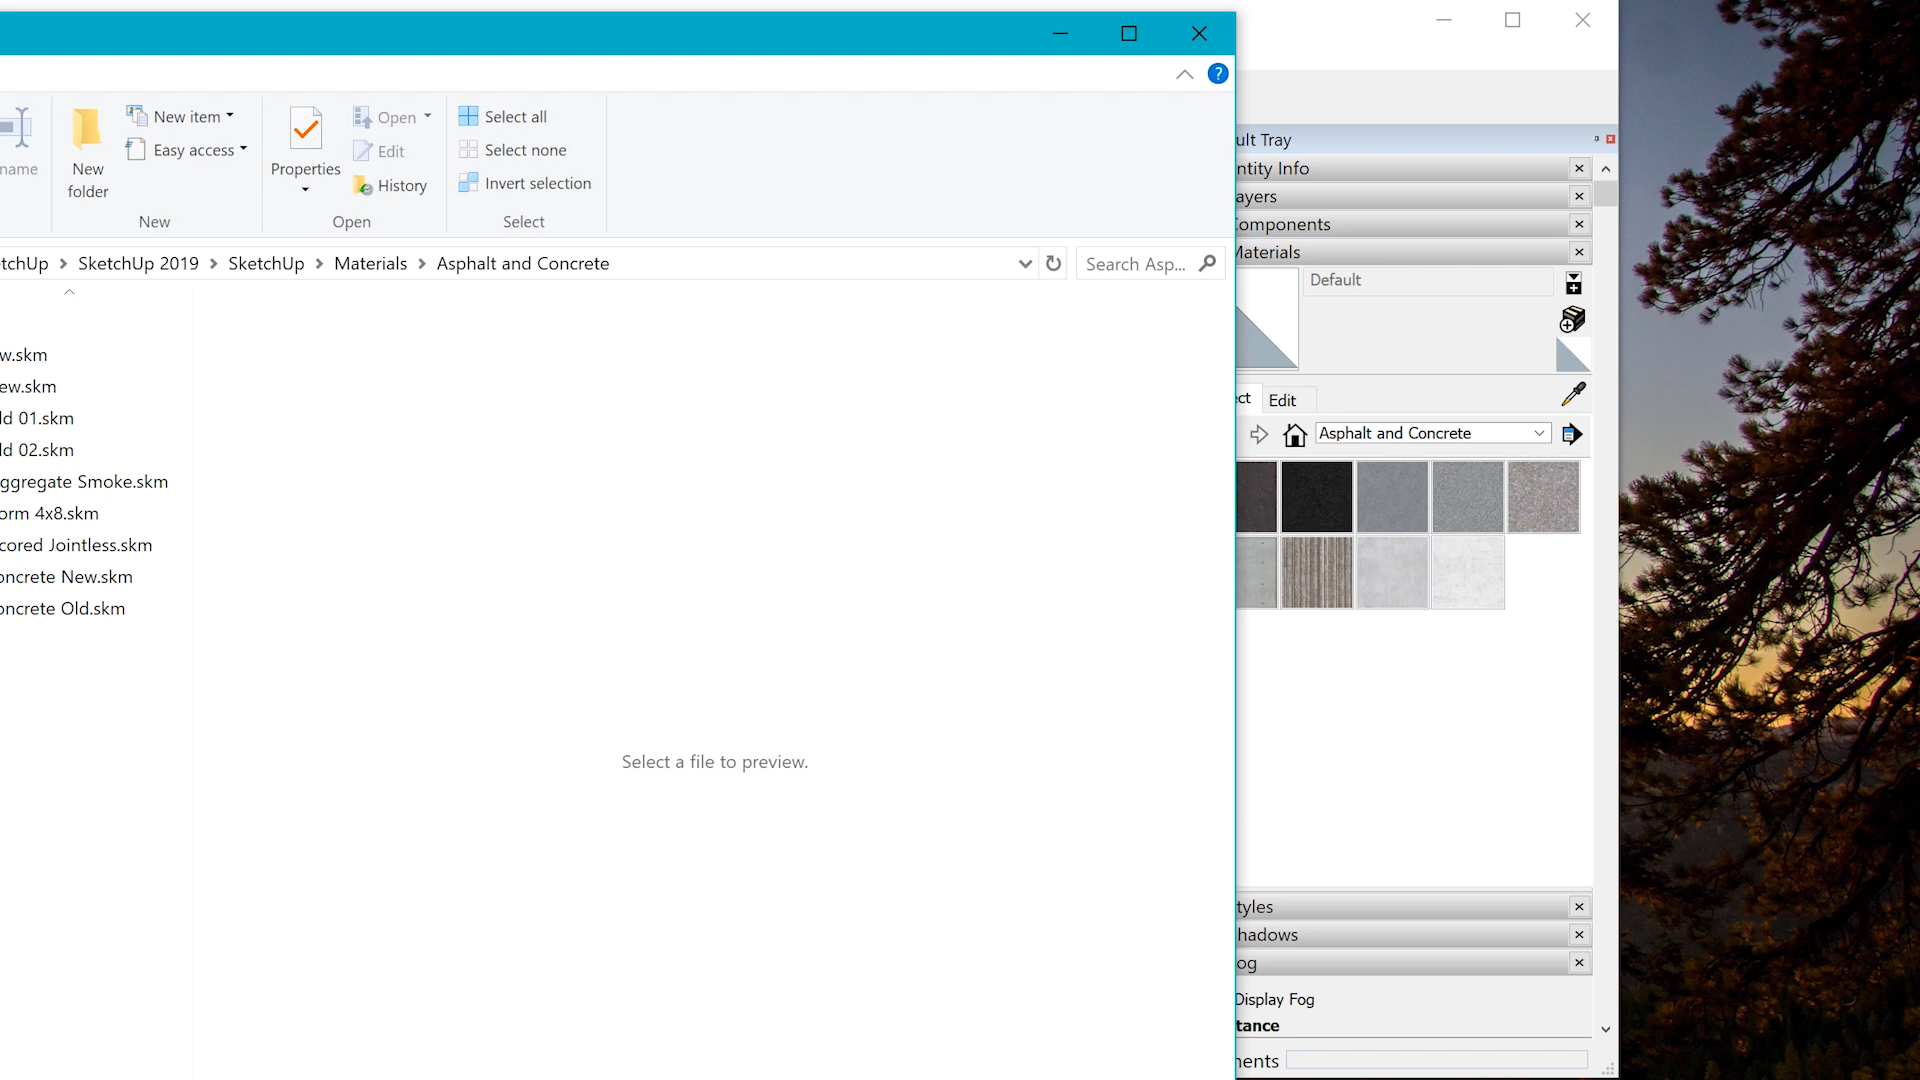 ?
New item
Open
Select all
Easy access
Edit
Select none
name
New
folder
Properties
History
Invert selection
New
Open
Select
tchUp > SketchUp 2019 > SketchUp > Materials > Asphalt and Concrete
Search Asp...
w.skm
ew.skm
ld 01.skm
ld 02.skm
ggregate Smoke.skm
orm 4x8.skm
cored Jointless.skm
oncrete New.skm
oncrete Old.skm
Select a file to preview.
ult Tray
ntity Info
ayers
omponents
Materials
Default
ect
Edit
Asphalt and Concrete
tyles
hadows
og
Display Fog
tance
ments